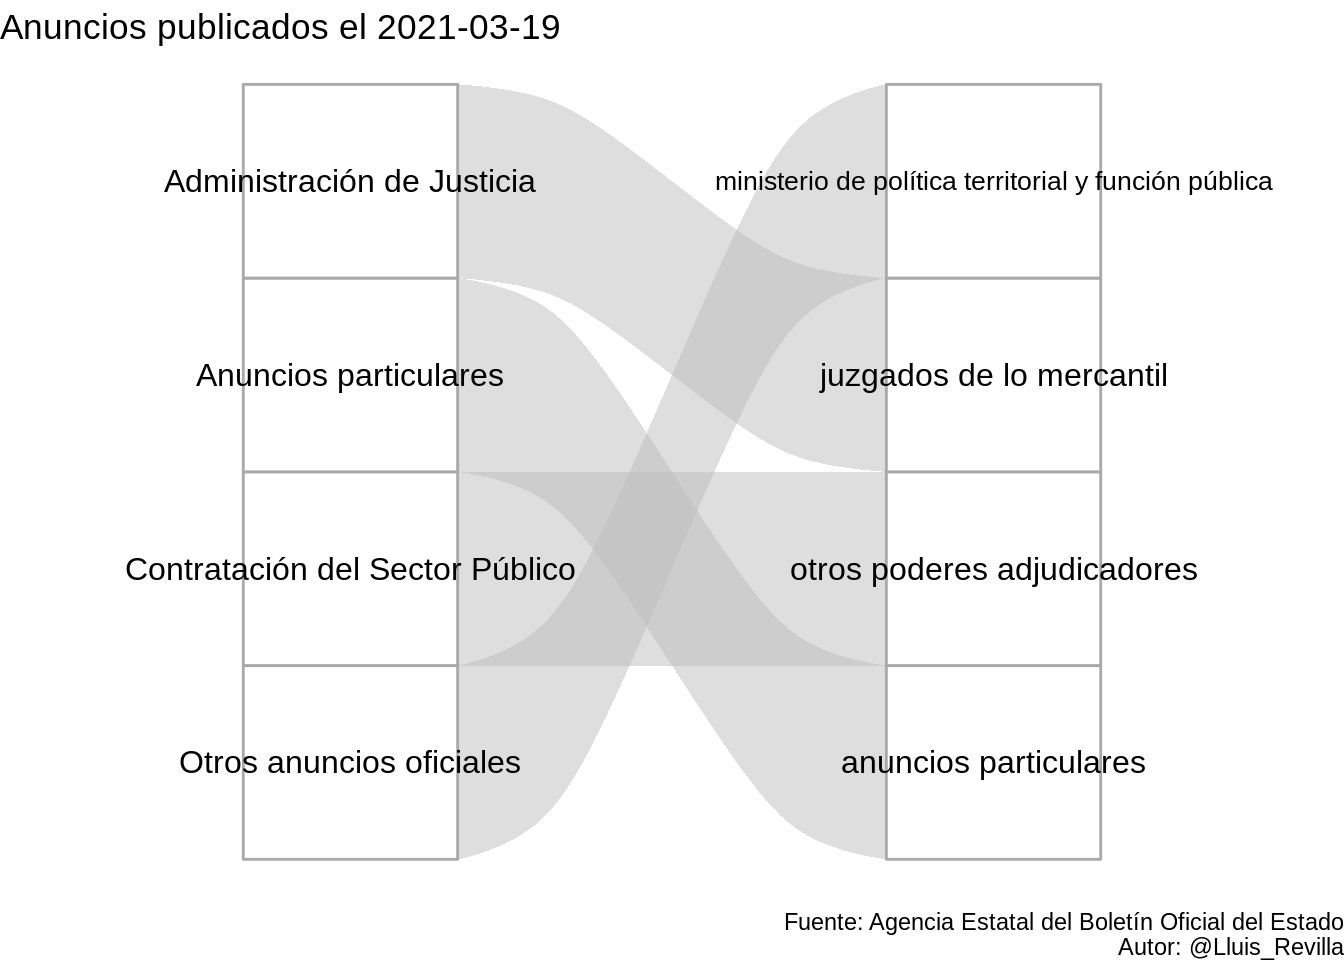 Anuncios publicados el 2021-03-19
Administración de Justicia
ministerio de política territorial y función pública
Anuncios particulares
juzgados de lo mercantil
Contratación del Sector Público
otros poderes adjudicadores
Otros anuncios oficiales
anuncios particulares
Fuente: Agencia Estatal del Boletín Oficial del Estado
Autor: @Lluis_Revilla